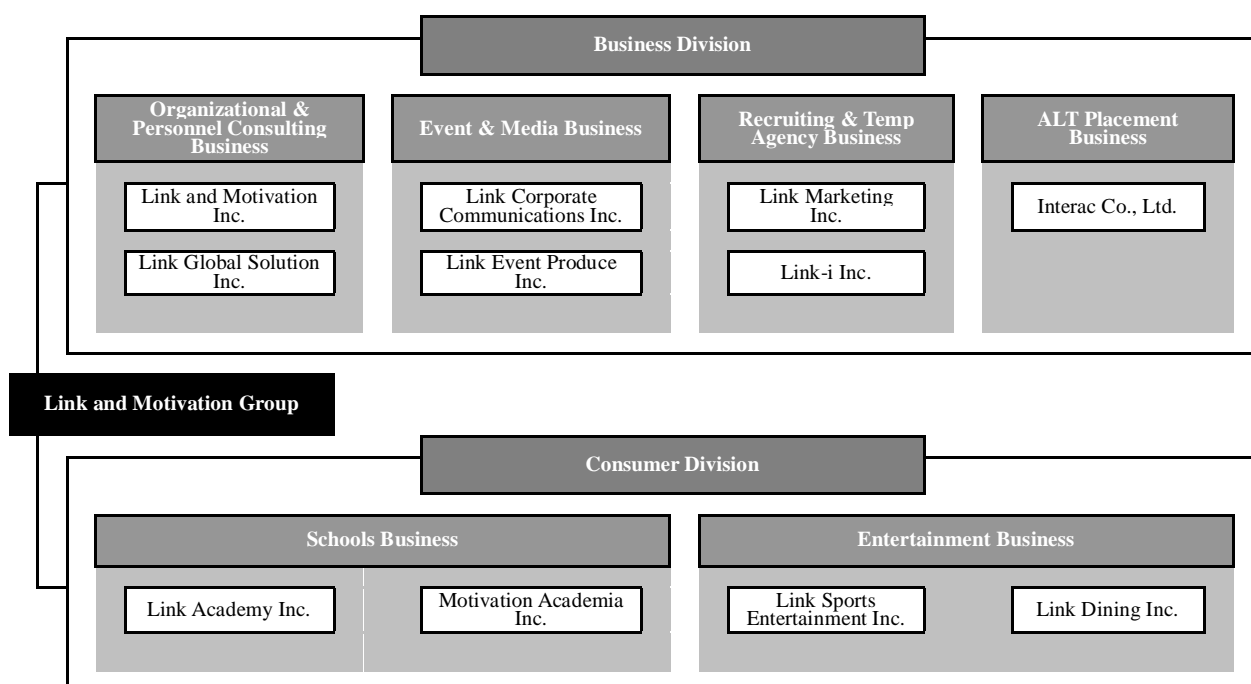 Business Division
Organizational &
Personnel Consulting
Business
Event & Media Business
Recruiting & Temp
Agency Business
ALT Placement
Business
Link and Motivation
Inc.
Link Corporate
Communications Inc.
Link Marketing
Inc.
Interac Co., Ltd.
Link Global Solution
Inc.
Link Event Produce
Inc.
Link-i Inc.
Link and Motivation Group
Consumer Division
Schools Business
Entertainment Business
Link Academy Inc.
Motivation Academia
Inc.
Link Sports
Entertainment Inc.
Link Dining Inc.